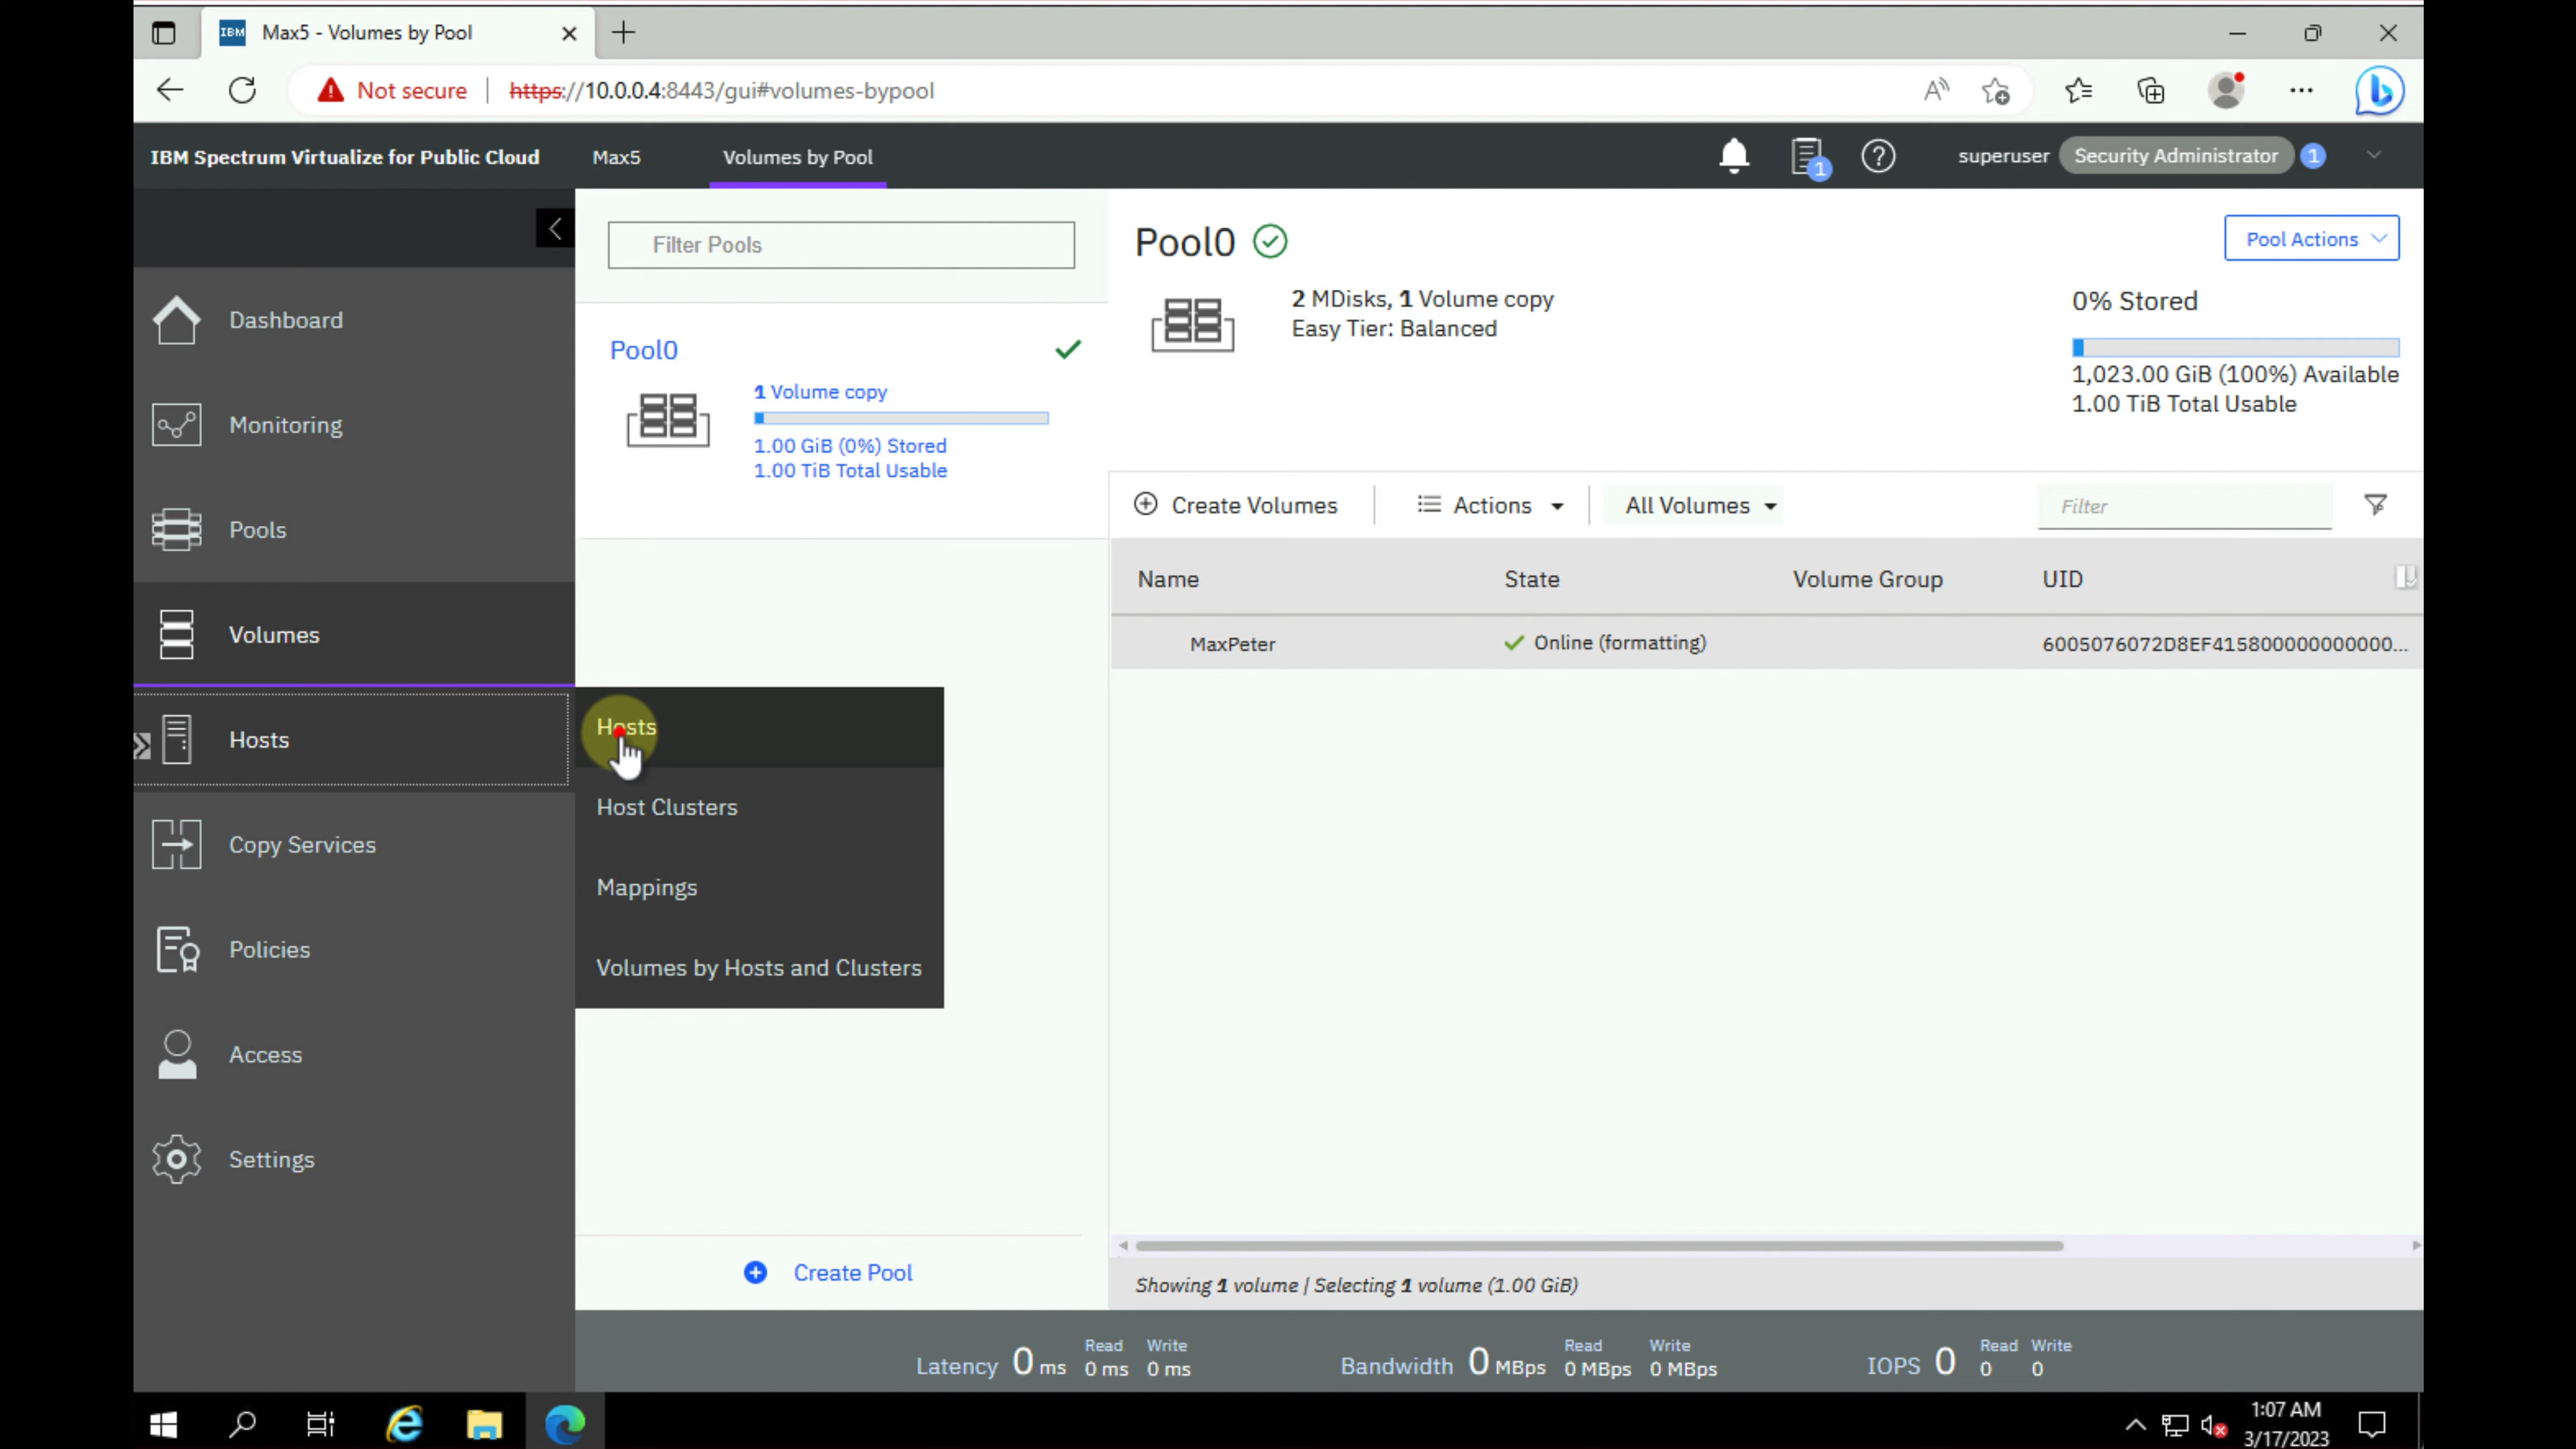 IBM Max5 - Volumes by Pool
Not secure https://10.0.0.4:8443/gui#volumes-bypool
IBM Spectrum Virtualize for Public Cloud Max5 Volumes by Pool 1 superuser Security Administrator 1
Dashboard
Monitoring
Pools
Volumes
Hosts
Copy Services
Policies
Access
Settings
Hosts
Host Clusters
Mappings
Volumes by Hosts and Clusters
Filter Pools
Pool0
1 Volume copy
1.00 GiB (0%) Stored
1.00 TiB Total Usable
Create Pool
Pool0
Pool Actions
2 MDisks, 1 Volume copy
Easy Tier: Balanced
0% Stored
1,023.00 GiB (100%) Available
1.00 TiB Total Usable
Create Volumes Actions All Volumes Filter
Name State Volume Group UID
MaxPeter Online (formatting) 6005076072D8EF415800000000000...
Showing 1 volume | Selecting 1 volume (1.00 GiB)
Latency 0 ms Read 0 ms Write 0 ms
Bandwidth 0 MBps Read 0 MBps Write 0 MBps
IOPS 0 Read 0 Write 0
1:07 AM
3/17/2023